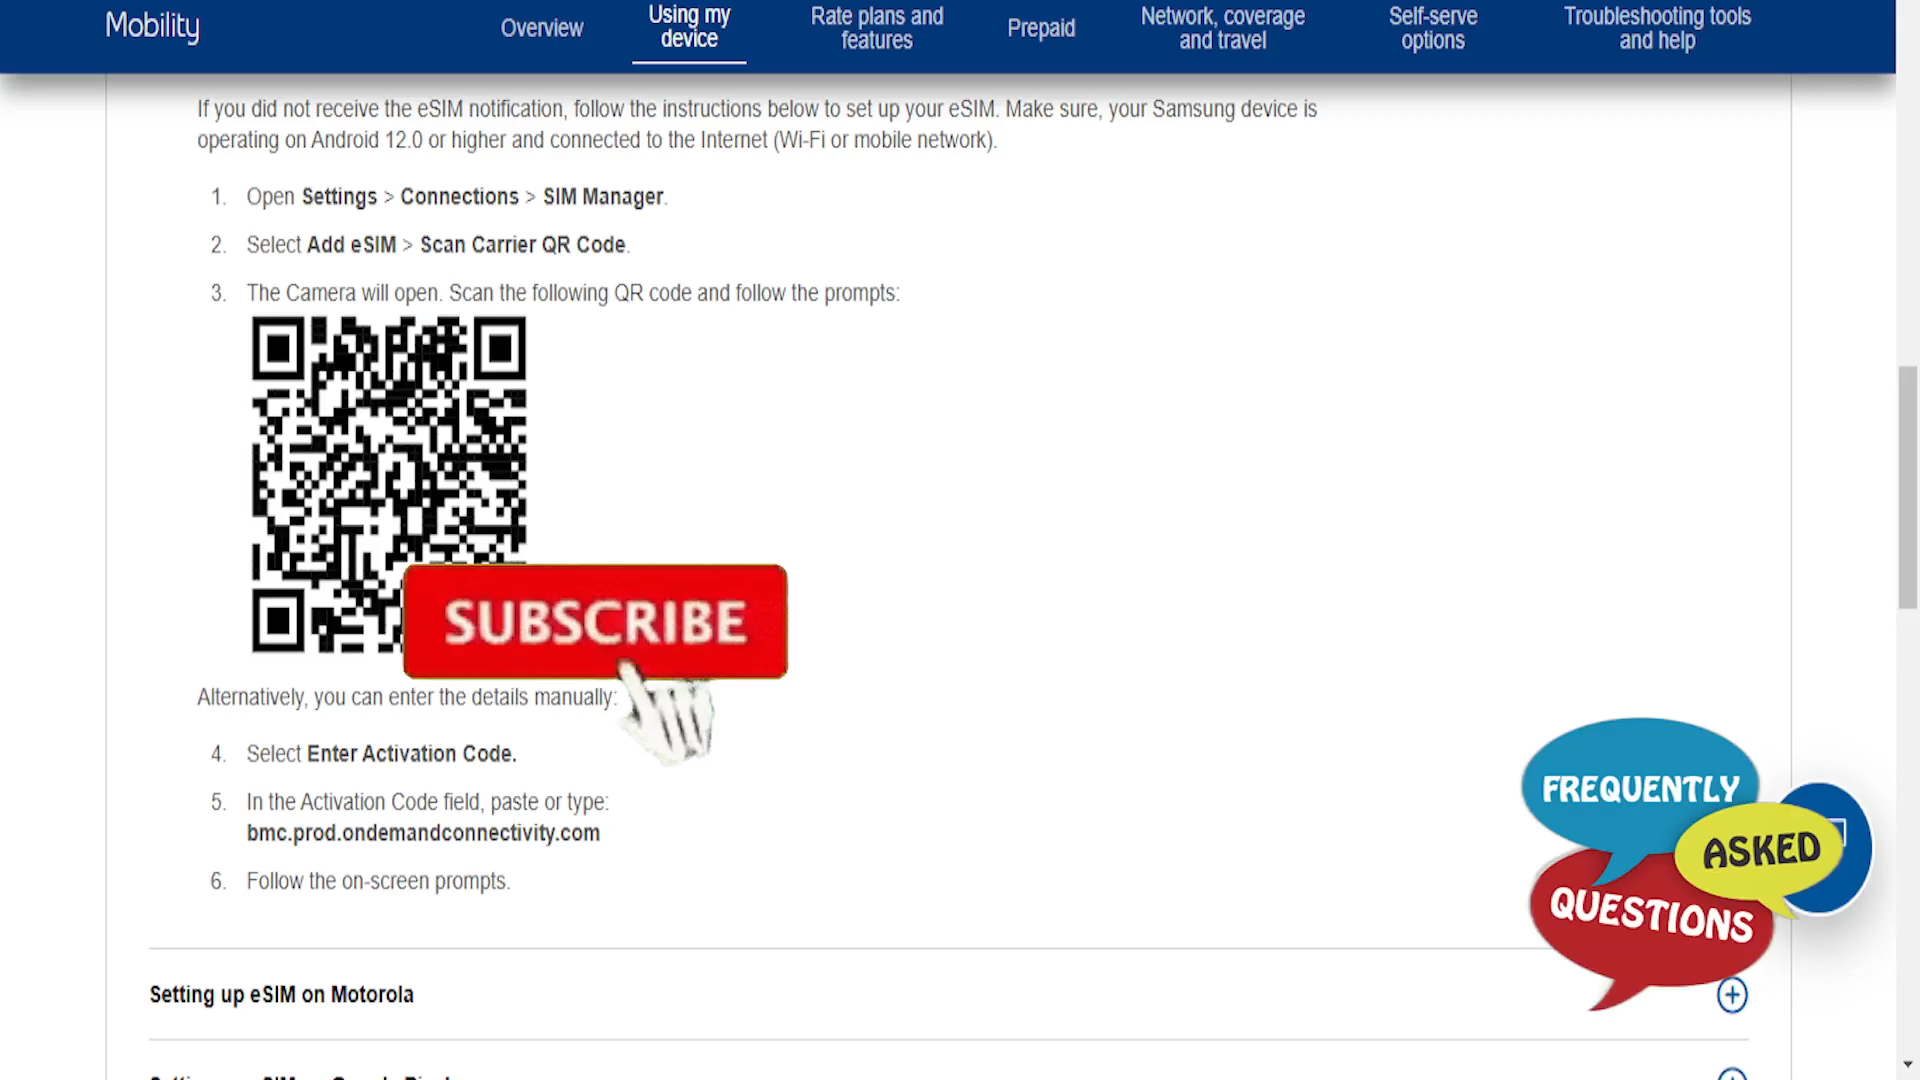 Mobility
Overview
Using my
device
Rate plans and
features
Prepaid
Network, coverage
and travel
Self-serve
options
Troubleshooting tools
and help
If you did not receive the eSIM notification, follow the instructions below to set up your eSIM. Make sure, your Samsung device is
operating on Android 12.0 or higher and connected to the Internet (Wi-Fi or mobile network).
1. Open Settings > Connections > SIM Manager.
2. Select Add eSIM > Scan Carrier QR Code.
3. The Camera will open. Scan the following QR code and follow the prompts:
SUBSCRIBE
Alternatively, you can enter the details manually:
4. Select Enter Activation Code.
5. In the Activation Code field, paste or type:
bmc.prod.ondemandconnectivity.com
6. Follow the on-screen prompts.
FREQUENTLY
ASKED
QUESTIONS
Setting up eSIM on Motorola